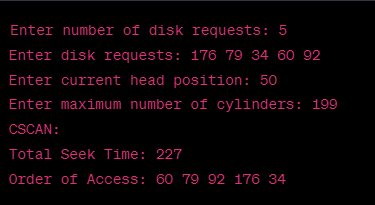 Enter number of disk requests: 5
Enter disk requests: 176 79 34 60 92
Enter current head position: 50
Enter maximum number of cylinders: 199
CSCAN:
Total Seek Time: 227
Order of Access: 60 79 92 176 34